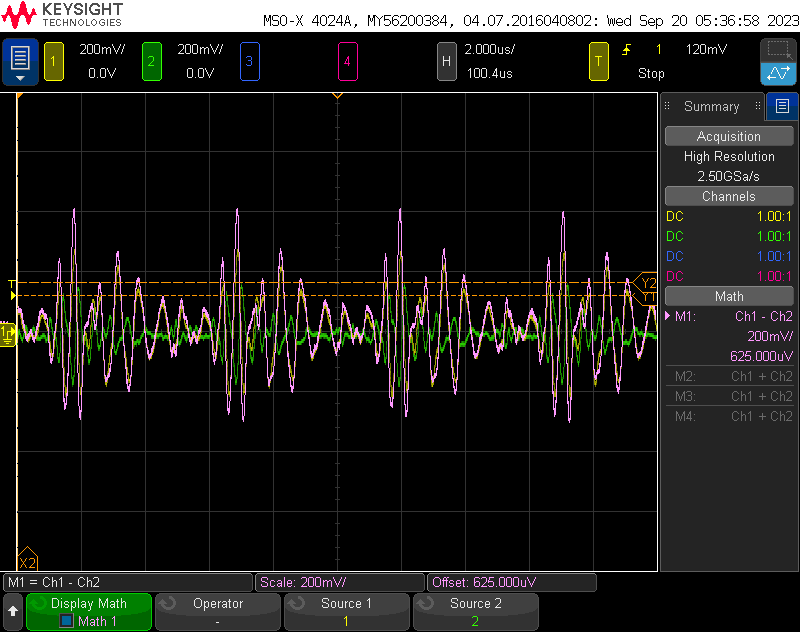 KEYSIGHT
TECHNOLOGIES
MSO-X 4024A, MY56200384, 04.07.2016040802: Wed Sep 20 05:36:58 2023
1 200mV/ 2 200mV/ 3 4 H 2.000us/ T 1 120mV
0.0V 0.0V 100.4us Stop
Summary
Acquisition
High Resolution
2.50GSa/s
Channels
DC 1.00:1
DC 1.00:1
DC 1.00:1
DC 1.00:1
Math
M1: Ch1 - Ch2
200mV/
625.000uV
M2: Ch1 + Ch2
M3: Ch1 + Ch2
M4: Ch1 + Ch2
T
Y2
X2
M1 = Ch1 - Ch2 Scale: 200mV/ Offset: 625.000uV
Display Math Operator Source 1 Source 2
Math 1 - 1 2